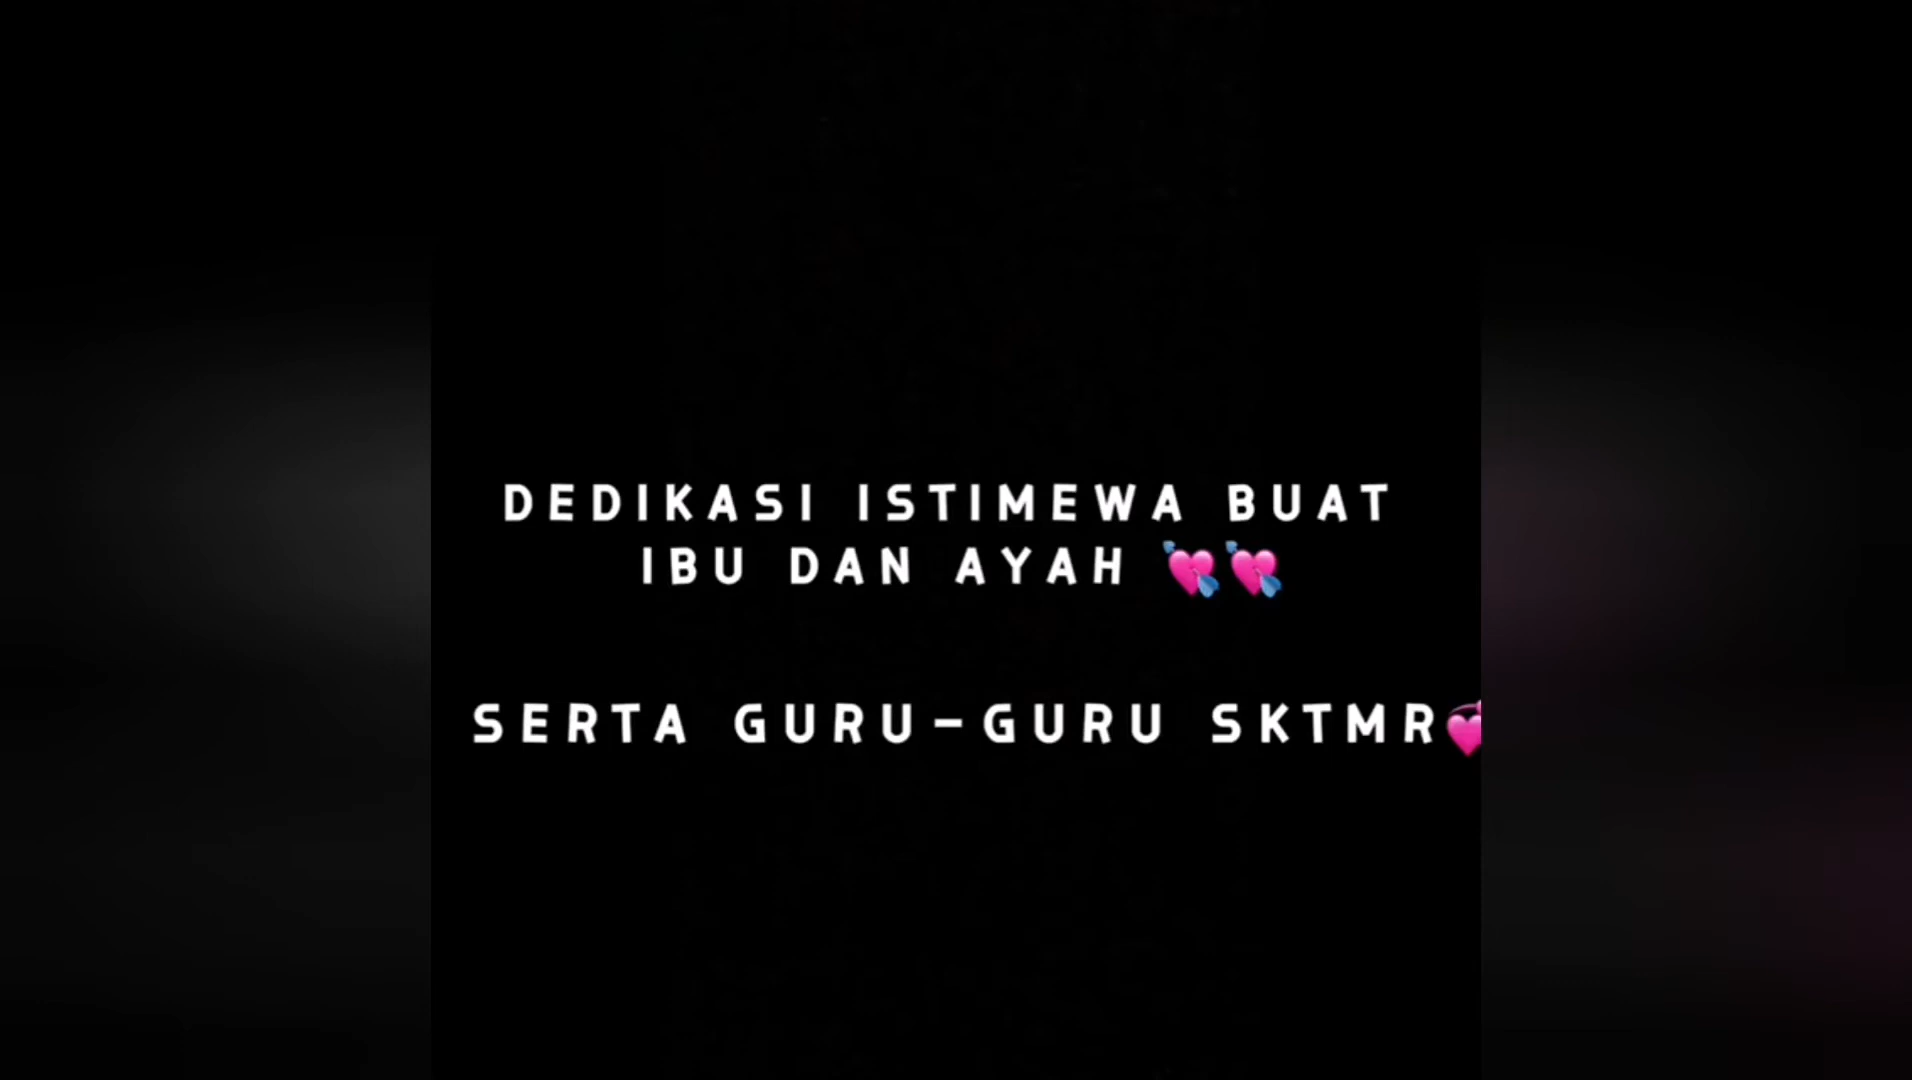 DEDIKASI ISTIMEWA BUAT
IBU DAN AYAH 💘💘
SERTA GURU-GURU SKTMR💞